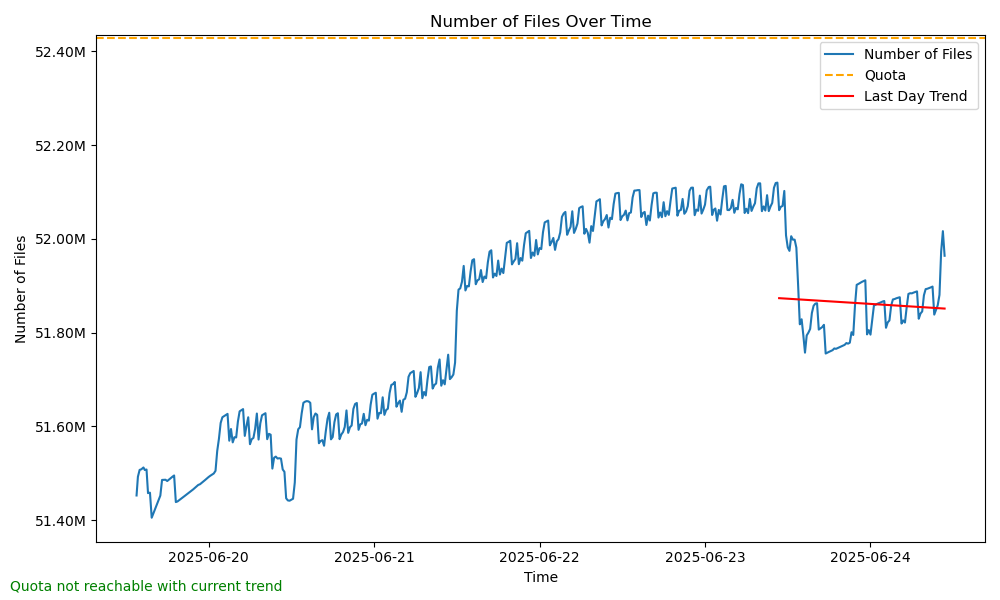 Number of Files Over Time
52.40M
52.20M
52.00M
51.80M
51.60M
51.40M
Number of Files
Number of Files
Quota
Last Day Trend
2025-06-20
2025-06-21
2025-06-22
2025-06-23
2025-06-24
Time
Quota not reachable with current trend